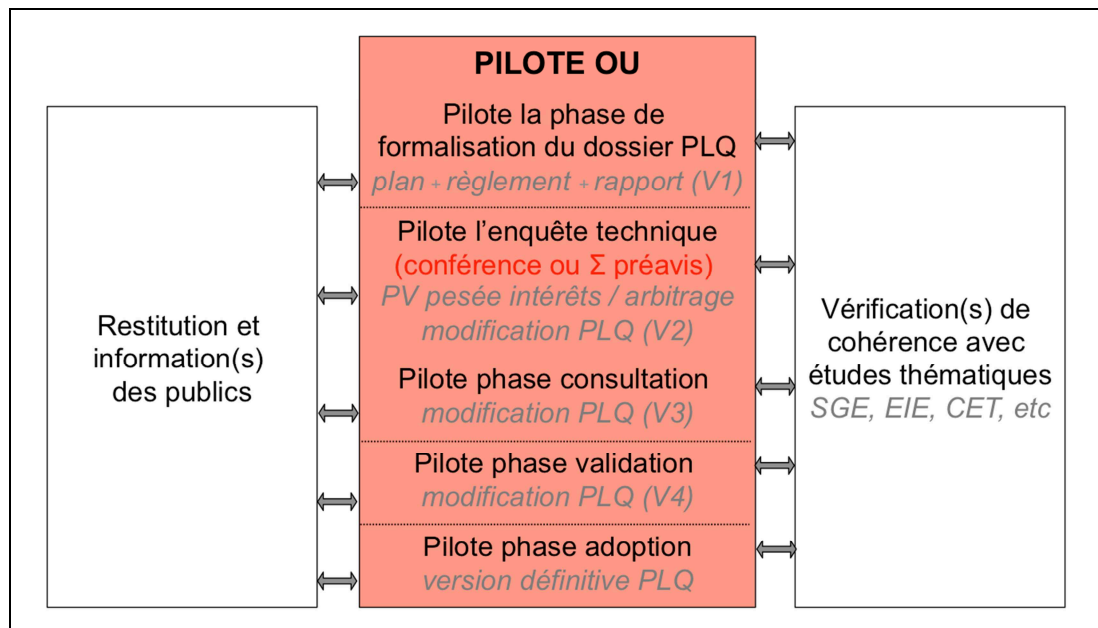 Restitution et
information(s)
des publics
PILOTE OU
Pilote la phase de
formalisation du dossier PLQ
plan + règlement + rapport (V1)
Pilote l’enquête technique
(conférence ou Σ préavis)
PV pesée intérêts / arbitrage
modification PLQ (V2)
Pilote phase consultation
modification PLQ (V3)
Pilote phase validation
modification PLQ (V4)
Pilote phase adoption
version définitive PLQ
Vérification(s) de
cohérence avec
études thématiques
SGE, EIE, CET, etc